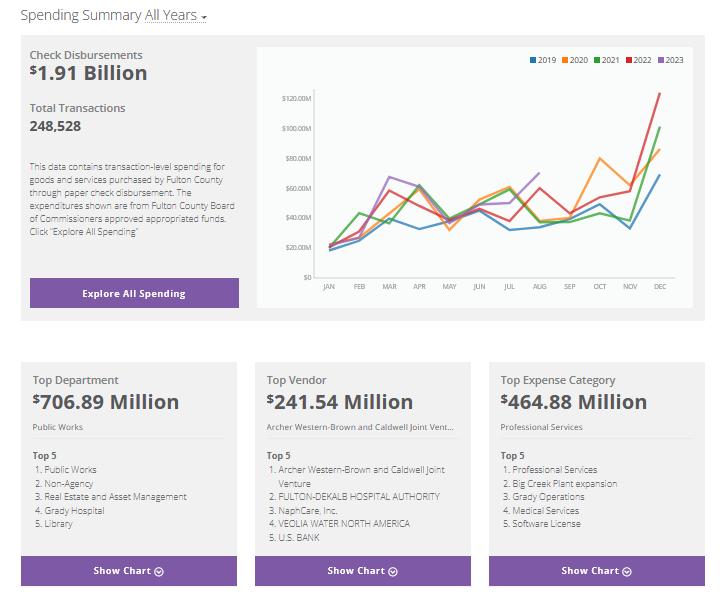 Spending Summary All Years
Check Disbursements
$1.91 Billion
Total Transactions
248,528
This data contains transaction-level spending for
goods and services purchased by Fulton County
through paper check disbursement. The
expenditures shown are from Fulton County Board
of Commissioners approved appropriated funds.
Click "Explore All Spending"
Explore All Spending
2019 2020 2021 2022 2023
$120.00M
$100.00M
$80.00M
$60.00M
$40.00M
$20.00M
$0
JAN FEB MAR APR MAY JUN JUL AUG SEP OCT NOV DEC
Top Department
$706.89 Million
Public Works
Top 5
1. Public Works
2. Non-Agency
3. Real Estate and Asset Management
4. Grady Hospital
5. Library
Show Chart
Top Vendor
$241.54 Million
Archer Western-Brown and Caldwell Joint Vent...
Top 5
1. Archer Western-Brown and Caldwell Joint
Venture
2. FULTON-DEKALB HOSPITAL AUTHORITY
3. NaphCare, Inc.
4. VEOLIA WATER NORTH AMERICA
5. U.S. BANK
Show Chart
Top Expense Category
$464.88 Million
Professional Services
Top 5
1. Professional Services
2. Big Creek Plant expansion
3. Grady Operations
4. Medical Services
5. Software License
Show Chart